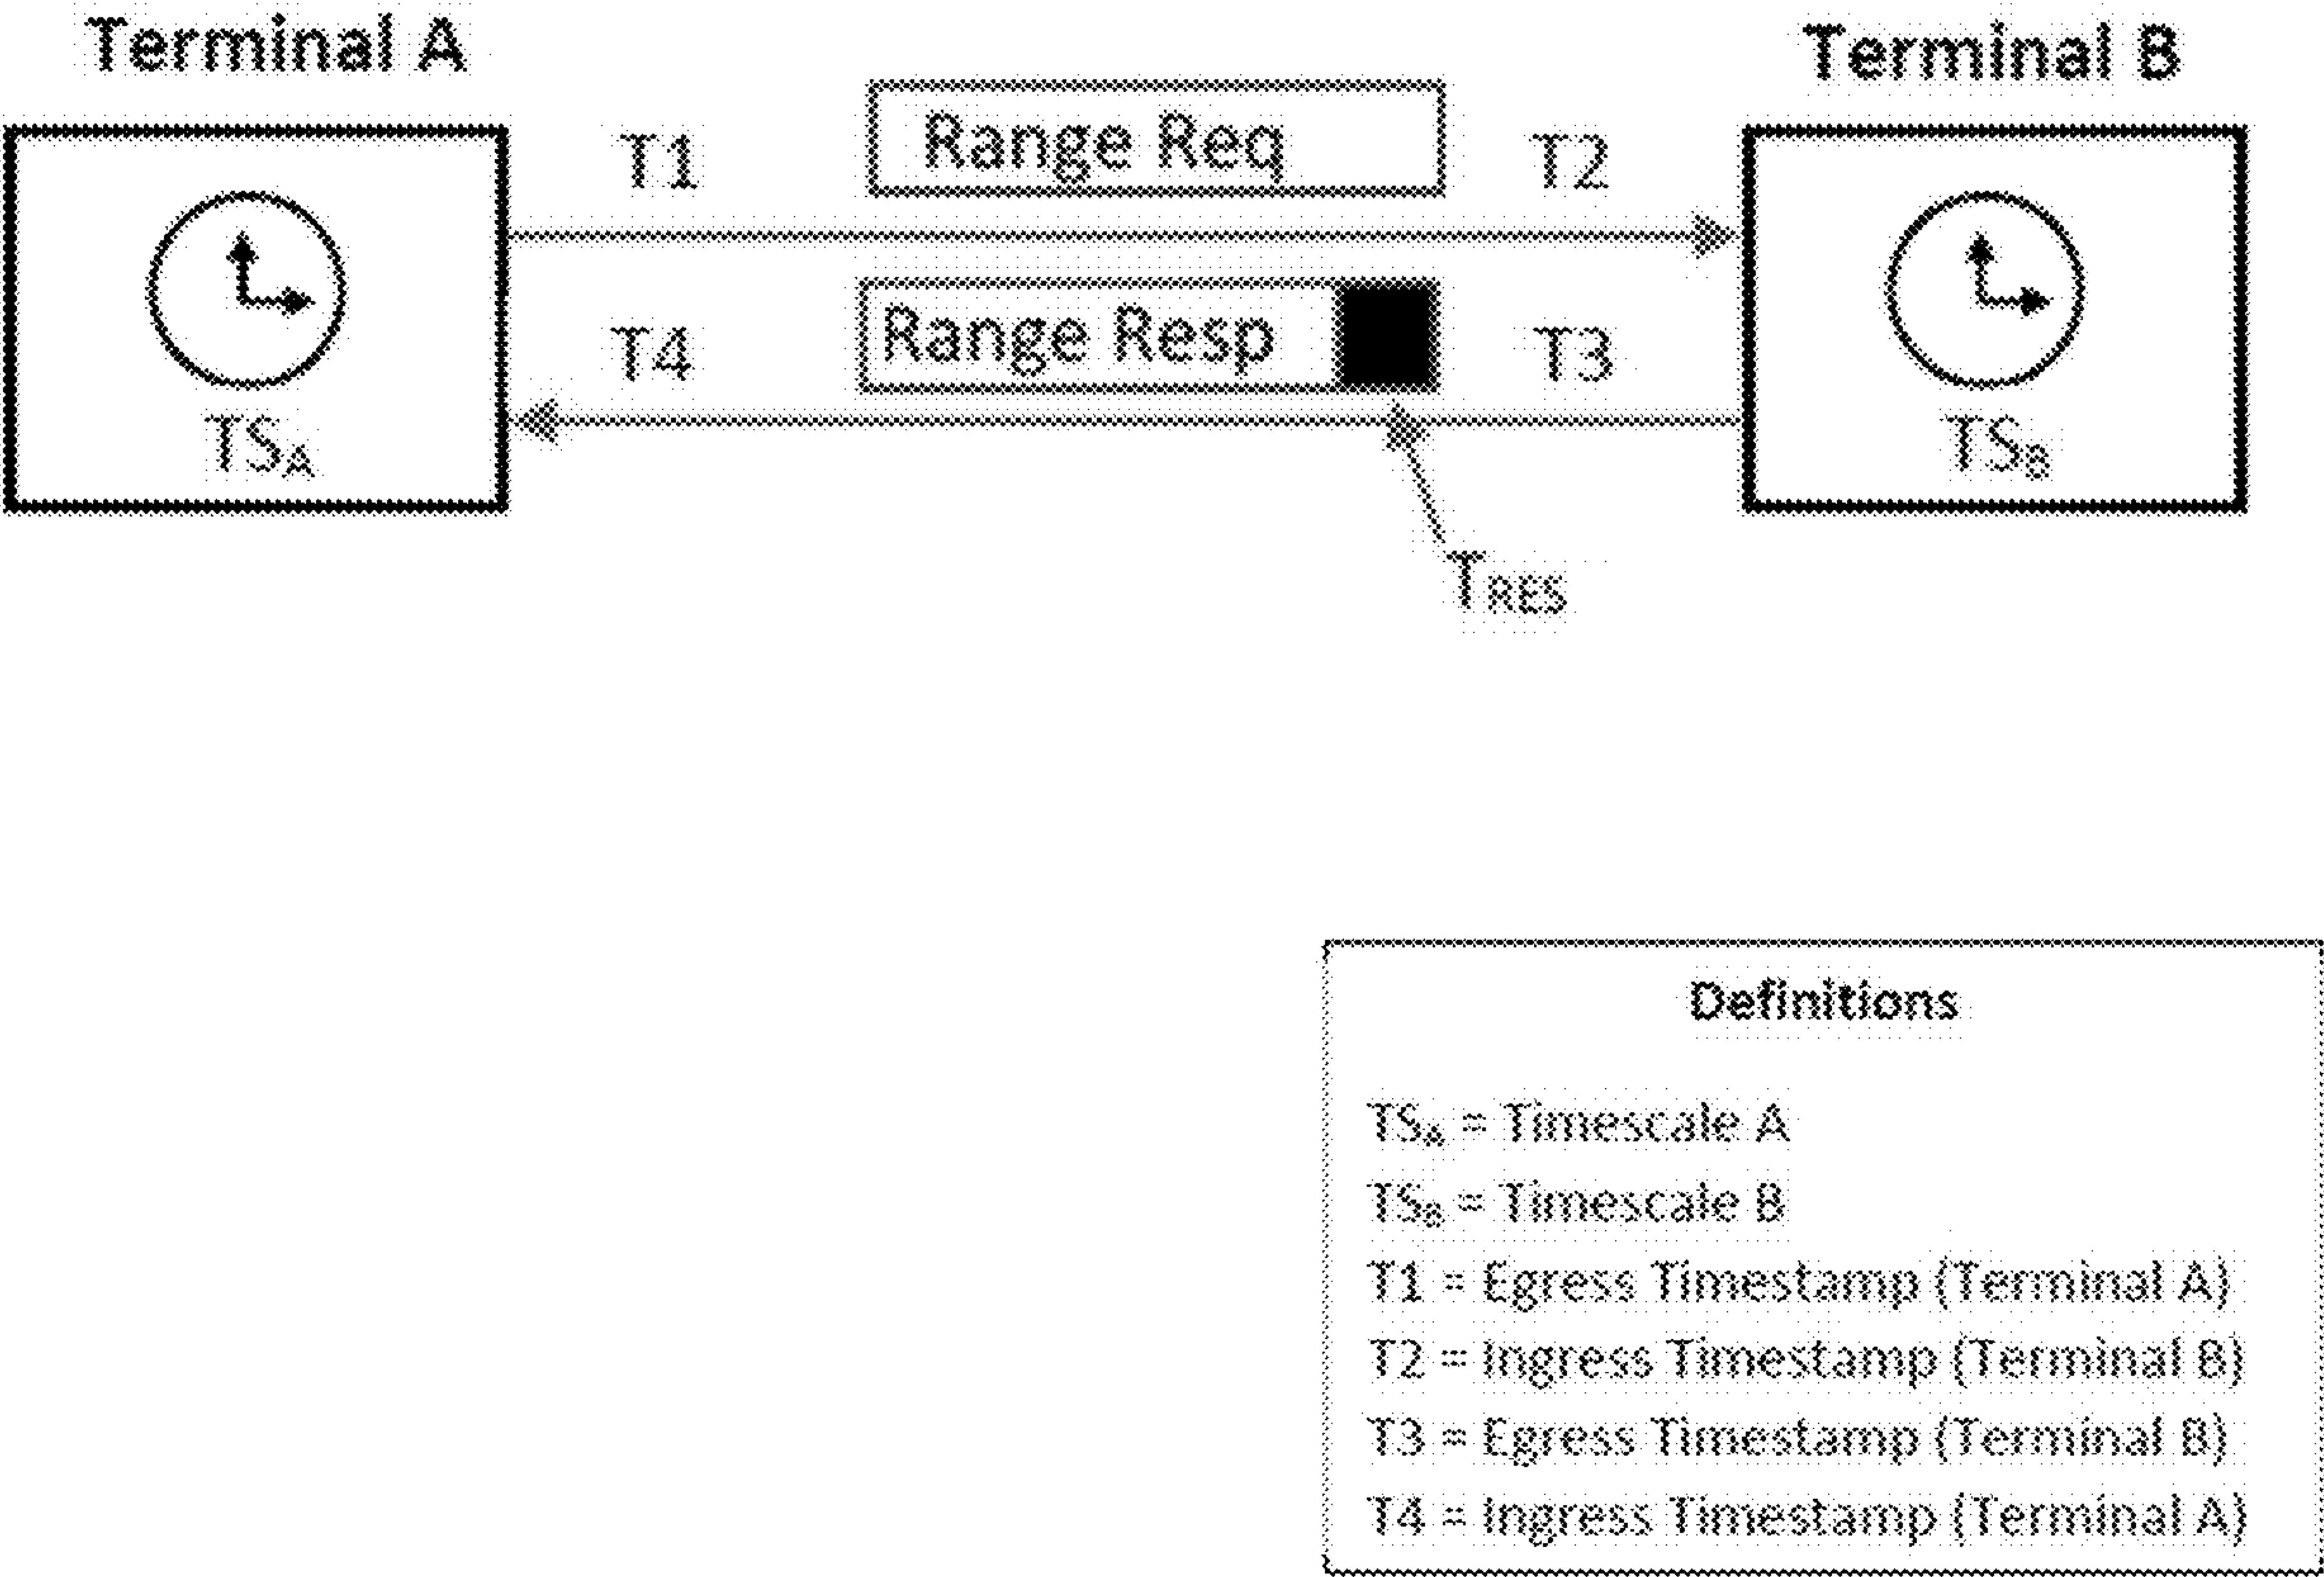 Terminal A
Terminal B
T1
Range Req
T2
T4
Range Resp
T3
TSA
TSB
TRES
Definitions
TSA = Timescale A
TSB = Timescale B
T1 = Egress Timestamp (Terminal A)
T2 = Ingress Timestamp (Terminal B)
T3 = Egress Timestamp (Terminal B)
T4 = Ingress Timestamp (Terminal A)